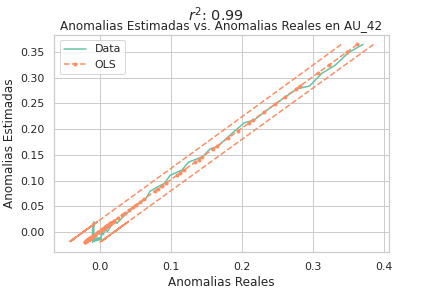 r²: 0.99
Anomalias Estimadas vs. Anomalias Reales en AU_42
Data
OLS
Anomalias Estimadas
0.35
0.30
0.25
0.20
0.15
0.10
0.05
0.00
0.0 0.1 0.2 0.3 0.4
Anomalias Reales